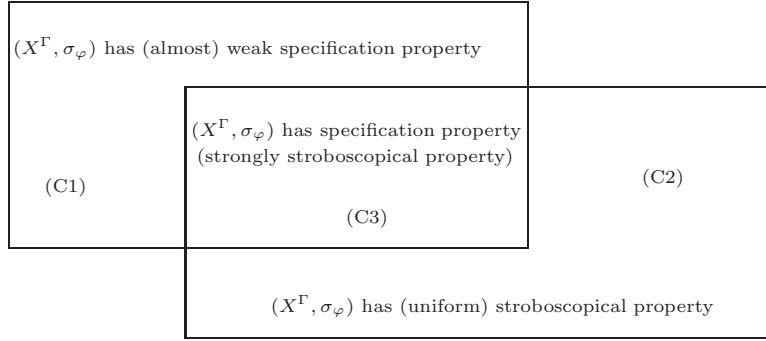 (X^Γ, σ_φ) has (almost) weak specification property
(X^Γ, σ_φ) has specification property
(strongly stroboscopical property)
(C1)
(C2)
(C3)
(X^Γ, σ_φ) has (uniform) stroboscopical property